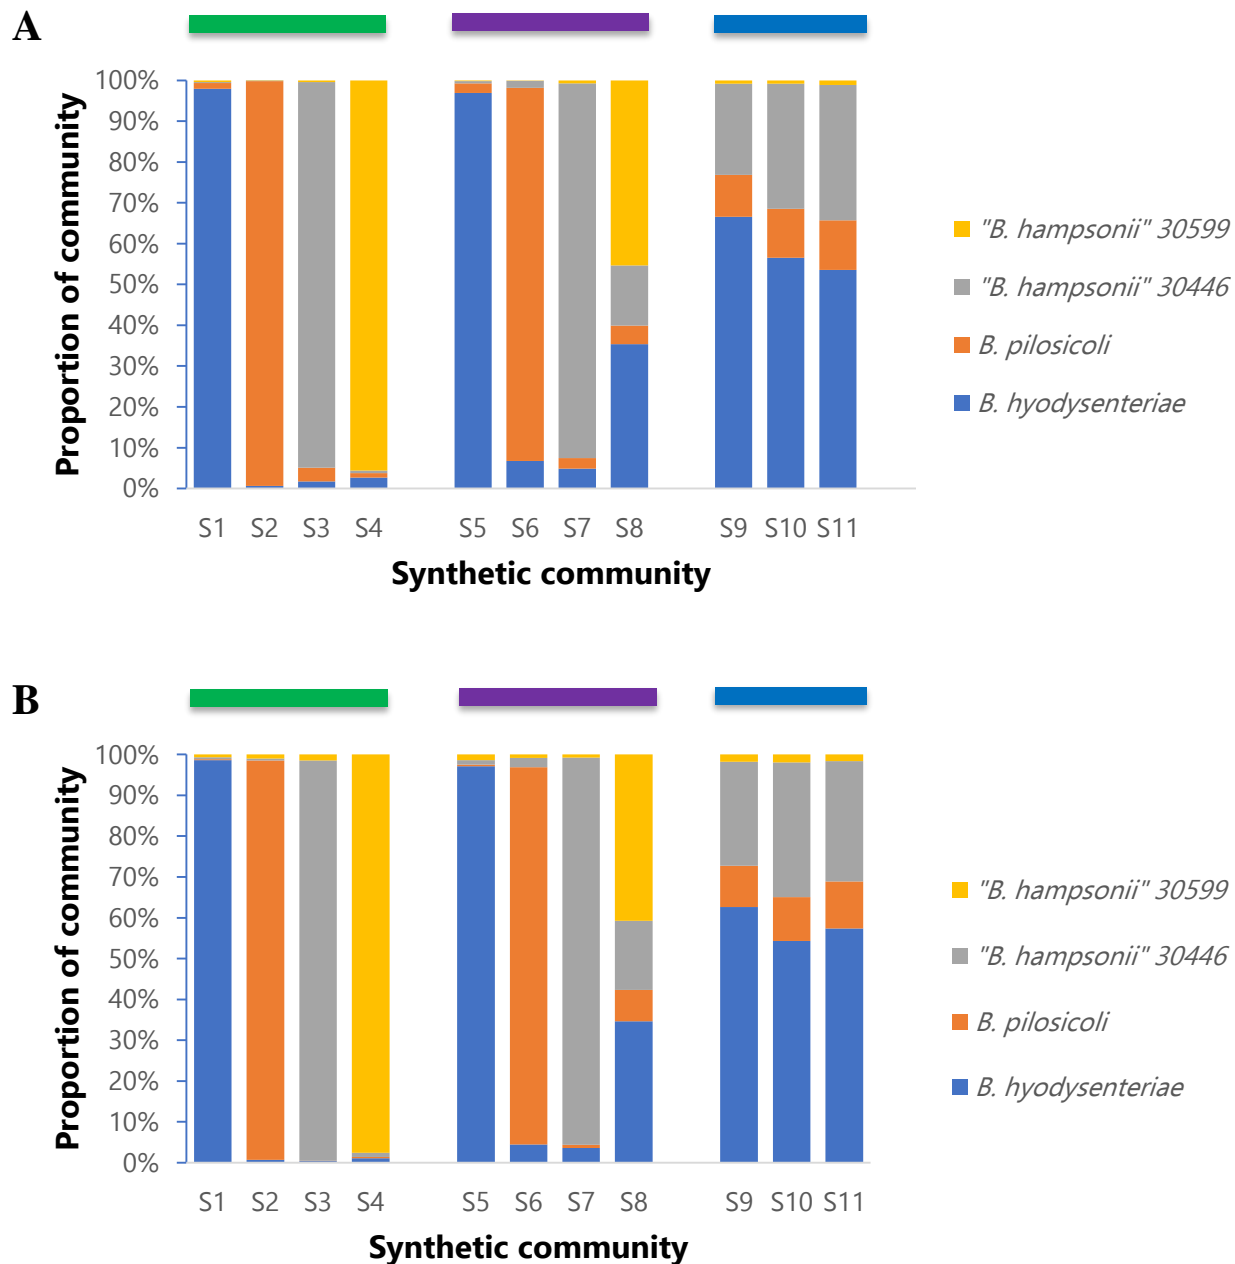 A
100%
90%
80%
70%
60%
50%
40%
30%
20%
10%
0%
Proportion of community
S1 S2 S3 S4 S5 S6 S7 S8 S9 S10 S11
Synthetic community
"B. hampsonii" 30599
"B. hampsonii" 30446
B. pilosicoli
B. hyodysenteriae
B
100%
90%
80%
70%
60%
50%
40%
30%
20%
10%
0%
Proportion of community
S1 S2 S3 S4 S5 S6 S7 S8 S9 S10 S11
Synthetic community
"B. hampsonii" 30599
"B. hampsonii" 30446
B. pilosicoli
B. hyodysenteriae